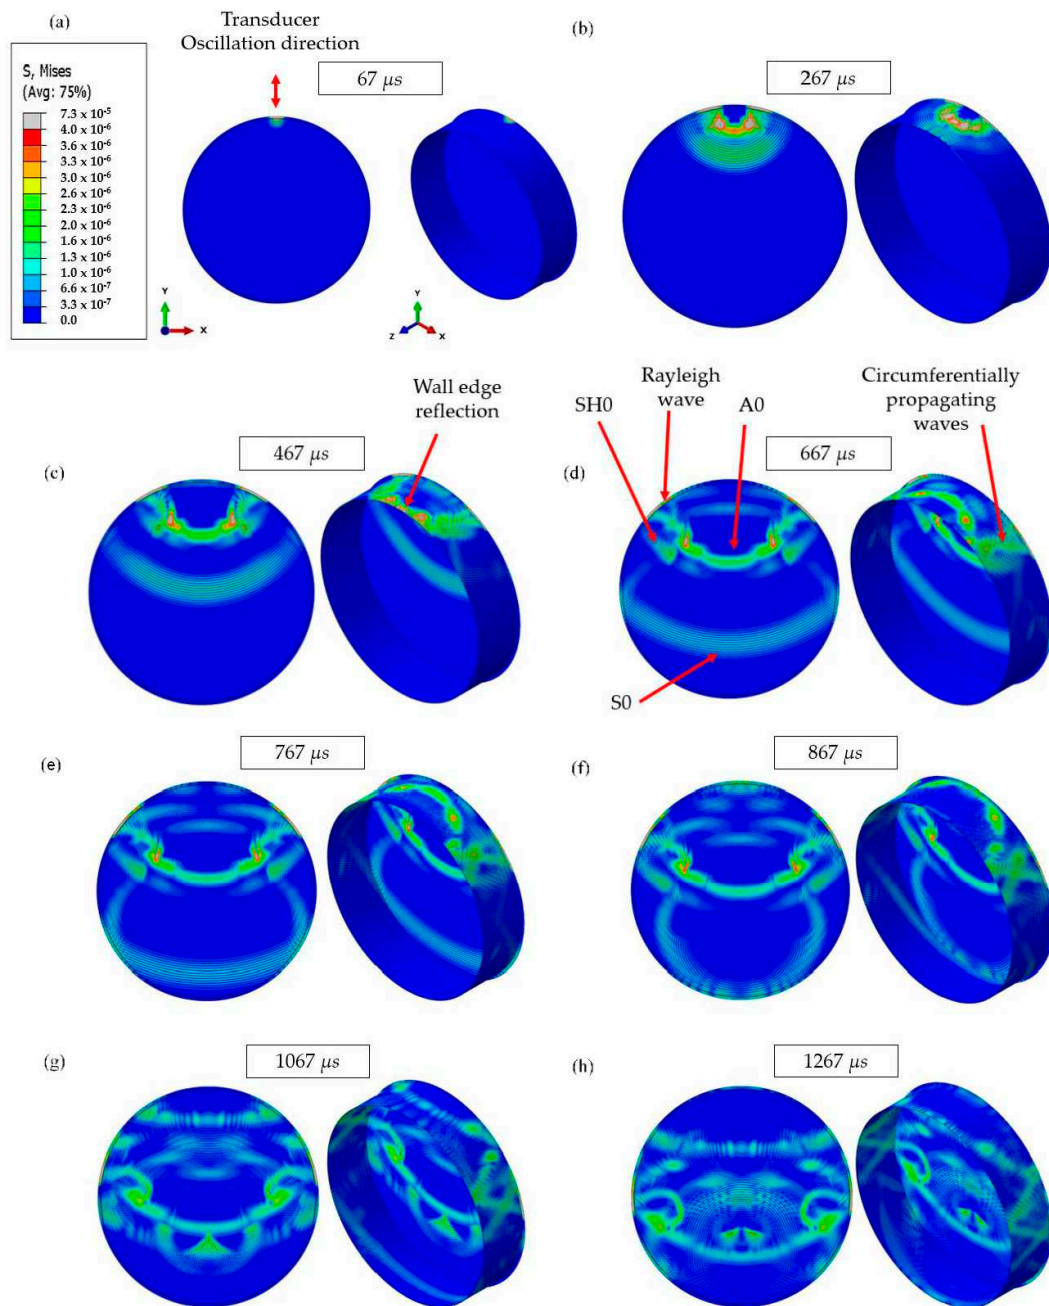 (a)
Transducer
Oscillation direction
67 μs
(b)
267 μs
S, Mises
(Avg: 75%)
7.3 x 10⁻⁵
4.0 x 10⁻⁶
3.6 x 10⁻⁶
3.3 x 10⁻⁶
3.0 x 10⁻⁶
2.6 x 10⁻⁶
2.3 x 10⁻⁶
2.0 x 10⁻⁶
1.6 x 10⁻⁶
1.3 x 10⁻⁶
1.0 x 10⁻⁶
6.6 x 10⁻⁷
3.3 x 10⁻⁷
0.0
Y
X
Y
Z
X
(c)
467 μs
Wall edge
reflection
(d)
667 μs
SH0
Rayleigh
wave
A0
Circumferentially
propagating
waves
S0
(e)
767 μs
(f)
867 μs
(g)
1067 μs
(h)
1267 μs